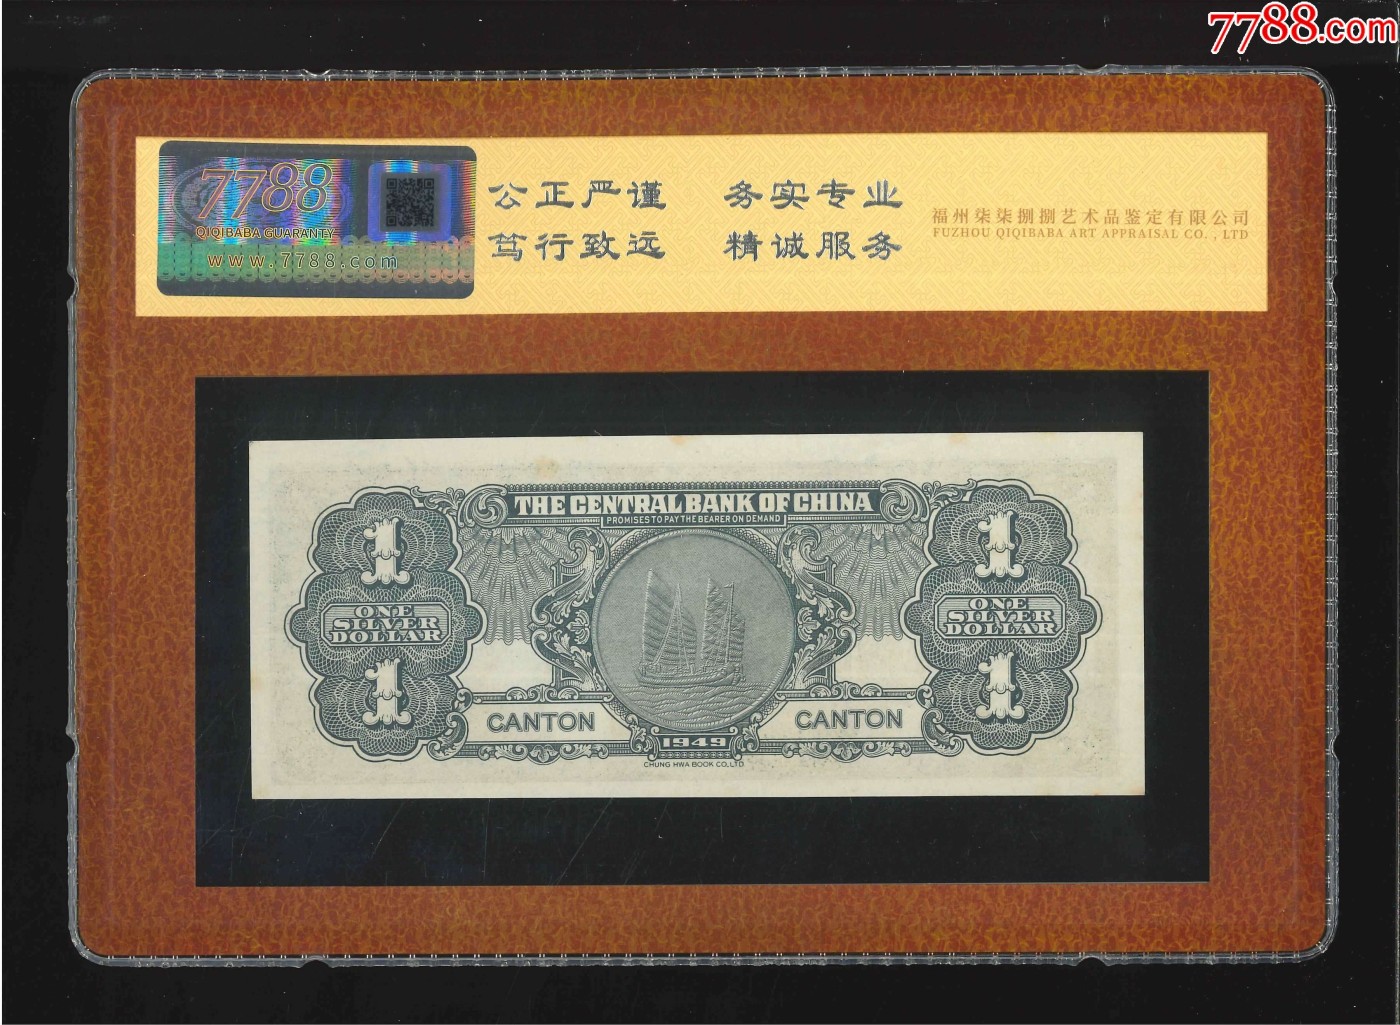 7788.com
7788
QIQIBABA GUARANTY
www.7788.com
公正严谨 务实专业
笃行致远 精诚服务
福州柒柒捌捌艺术品鉴定有限公司
FUZHOU QIQIBABA ART APPRAISAL CO., LTD
THE CENTRAL BANK OF CHINA
PROMISES TO PAY THE BEARER ON DEMAND
1
1
ONE
SILVER
DOLLAR
ONE
SILVER
DOLLAR
1
1
CANTON
CANTON
1949
CHUNG HWA BOOK CO., LTD